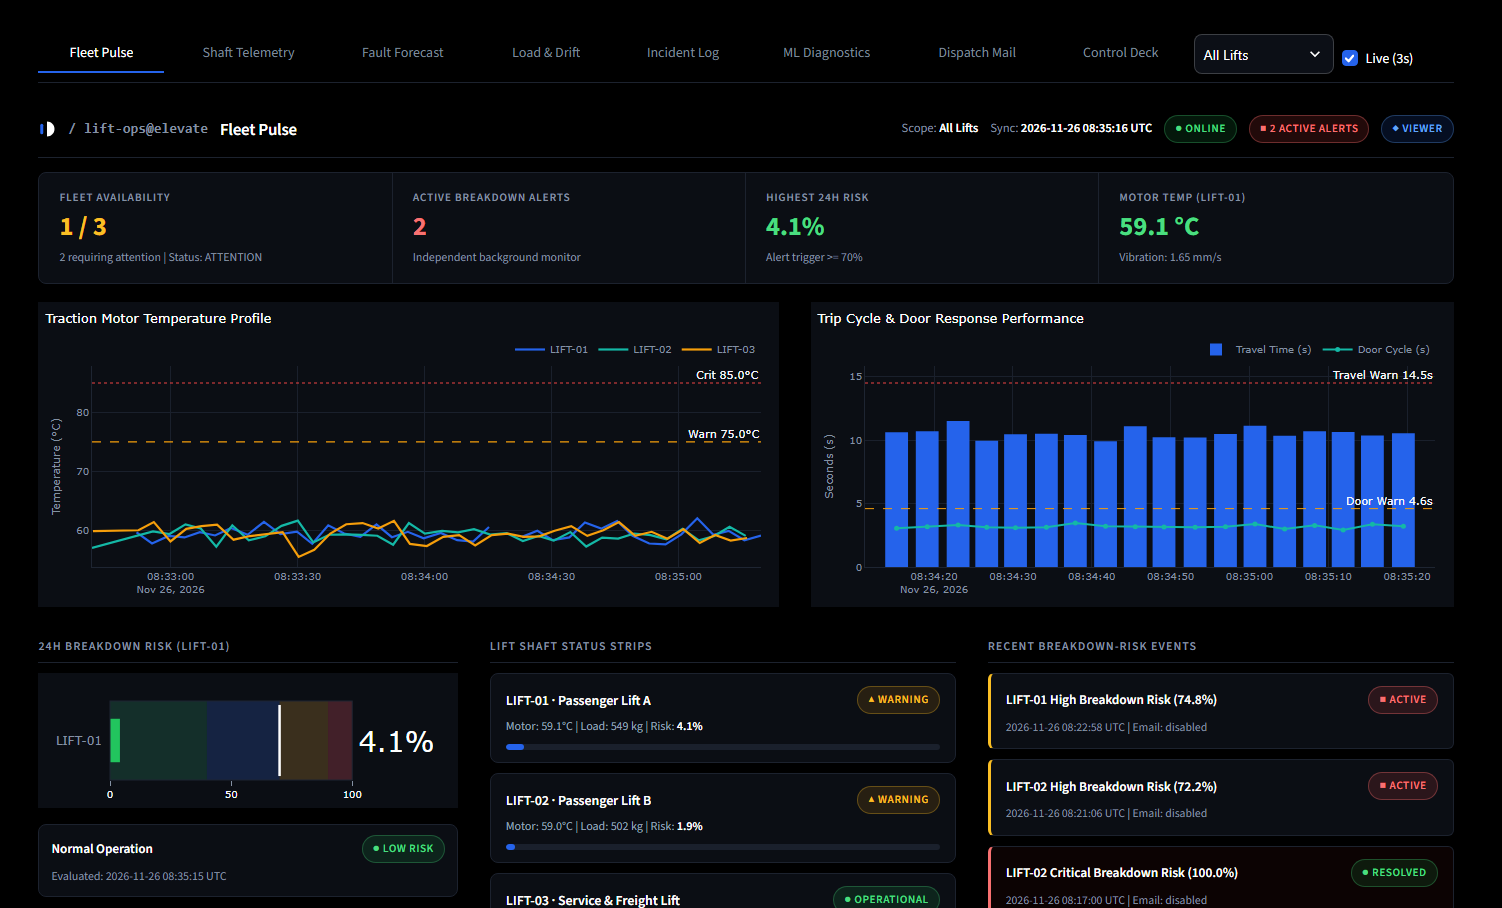 Fleet Pulse Shaft Telemetry Fault Forecast Load & Drift Incident Log ML Diagnostics Dispatch Mail Control Deck All Lifts Live (3s)
/ lift-ops@elevate Fleet Pulse Scope: All Lifts Sync: 2026-11-26 08:35:16 UTC ONLINE 2 ACTIVE ALERTS VIEWER
FLEET AVAILABILITY
1 / 3
2 requiring attention | Status: ATTENTION
ACTIVE BREAKDOWN ALERTS
2
Independent background monitor
HIGHEST 24H RISK
4.1%
Alert trigger >= 70%
MOTOR TEMP (LIFT-01)
59.1 °C
Vibration: 1.65 mm/s
Traction Motor Temperature Profile
LIFT-01 LIFT-02 LIFT-03
Crit 85.0°C
80
Warn 75.0°C
70
60
Temperature (°C)
08:33:00 08:33:30 08:34:00 08:34:30 08:35:00
Nov 26, 2026
Trip Cycle & Door Response Performance
Travel Time (s) Door Cycle (s)
15
Travel Warn 14.5s
10
5
Door Warn 4.6s
0
Seconds (s)
08:34:20 08:34:30 08:34:40 08:34:50 08:35:00 08:35:10 08:35:20
Nov 26, 2026
24H BREAKDOWN RISK (LIFT-01)
LIFT-01
4.1%
0 50 100
Normal Operation LOW RISK
Evaluated: 2026-11-26 08:35:15 UTC
LIFT SHAFT STATUS STRIPS
LIFT-01 · Passenger Lift A WARNING
Motor: 59.1°C | Load: 549 kg | Risk: 4.1%
LIFT-02 · Passenger Lift B WARNING
Motor: 59.0°C | Load: 502 kg | Risk: 1.9%
LIFT-03 · Service & Freight Lift OPERATIONAL
RECENT BREAKDOWN-RISK EVENTS
LIFT-01 High Breakdown Risk (74.8%) ACTIVE
2026-11-26 08:22:58 UTC | Email: disabled
LIFT-02 High Breakdown Risk (72.2%) ACTIVE
2026-11-26 08:21:06 UTC | Email: disabled
LIFT-02 Critical Breakdown Risk (100.0%) RESOLVED
2026-11-26 08:17:00 UTC | Email: disabled